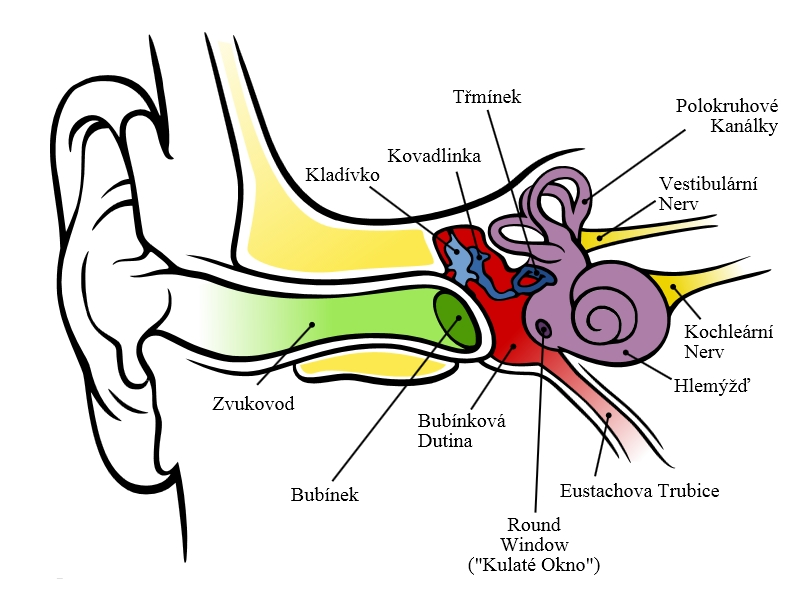 Třmínek
Polokruhové
Kanálky
Kovadlinka
Kladívko
Vestibulární
Nerv
Kochleární
Nerv
Hlemýžď
Zvukovod
Bubínková
Dutina
Bubínek
Eustachova Trubice
Round
Window
("Kulaté Okno")